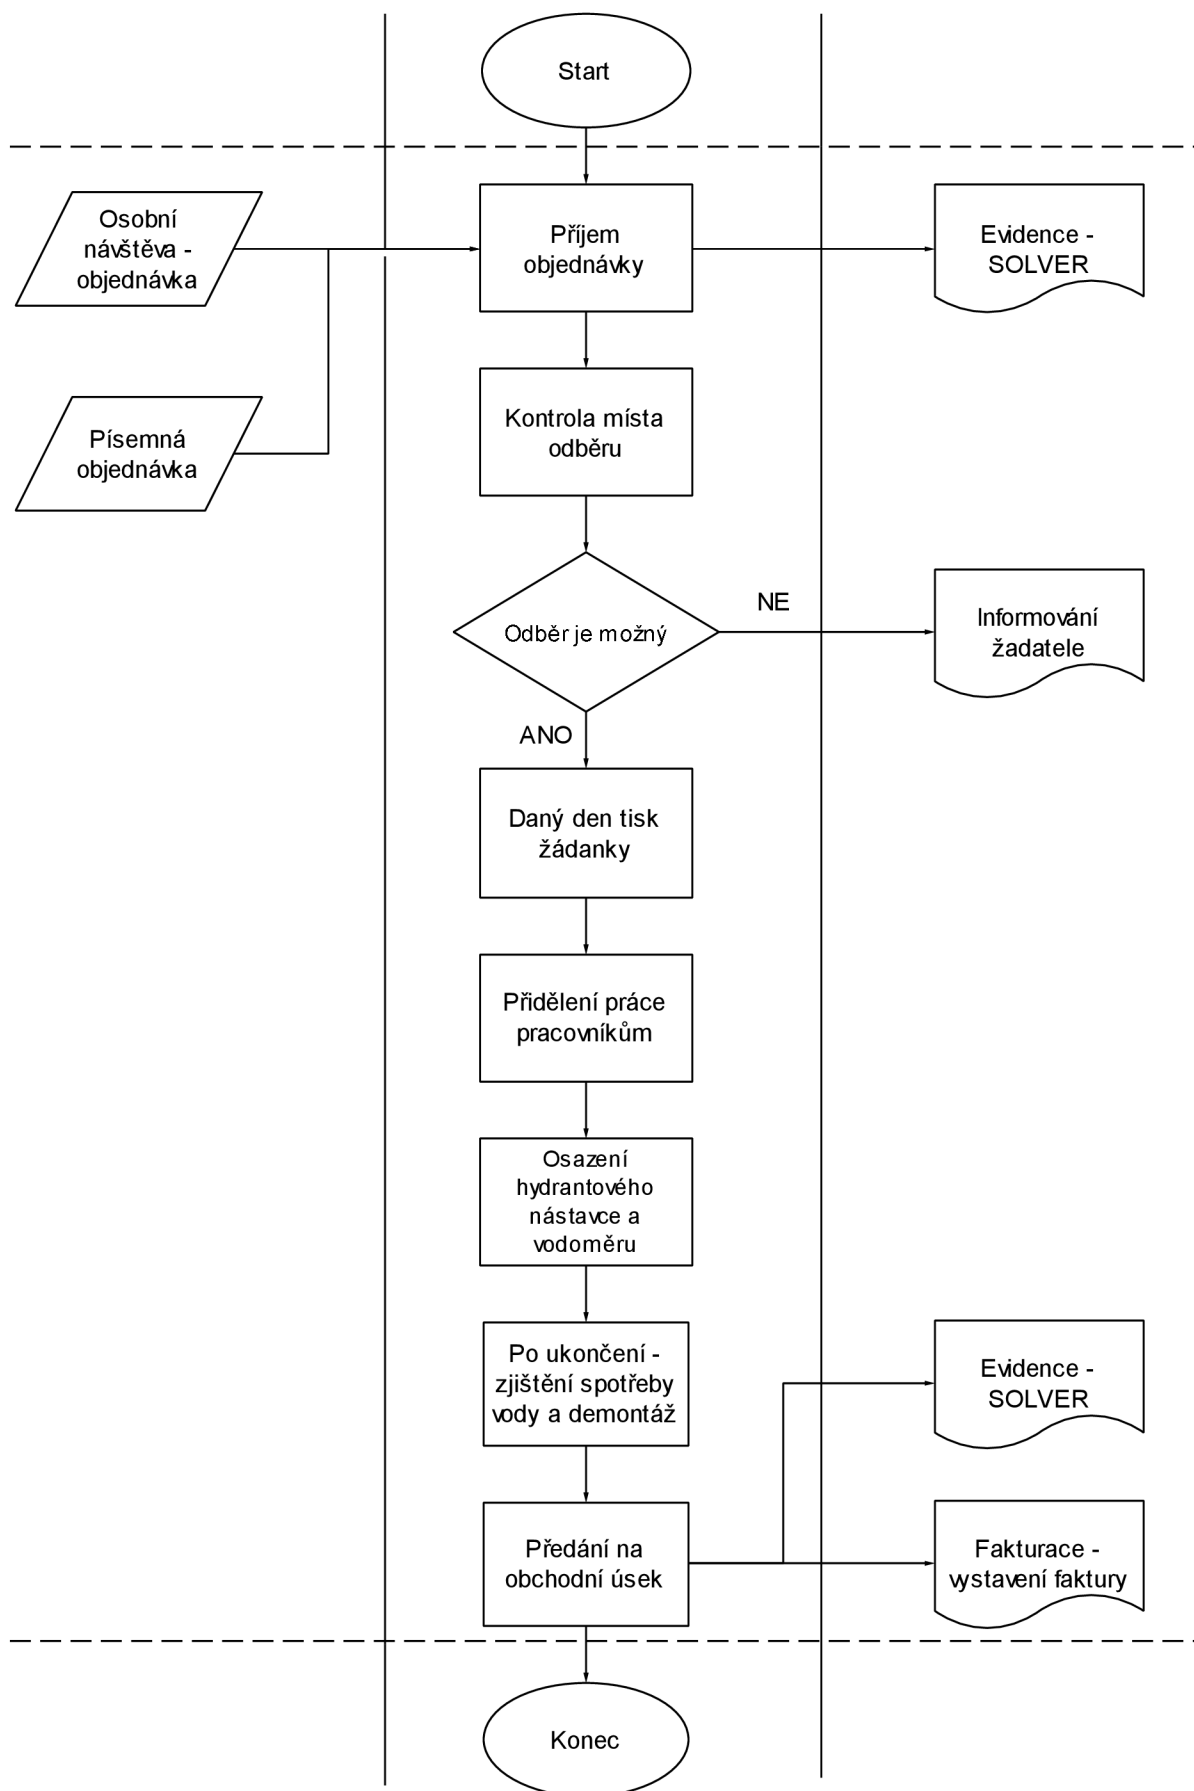 Start
Osobní
návštěva -
objednávka
Příjem
objednávky
Evidence -
SOLVER
Písemná
objednávka
Kontrola místa
odběru
Odběr je možný
NE
Informování
žadatele
ANO
Daný den tisk
žádanky
Přidělení práce
pracovníkům
Osazení
hydrantového
nástavce a
vodoměru
Po ukončení -
zjištění spotřeby
vody a demontáž
Evidence -
SOLVER
Předání na
obchodní úsek
Fakturace -
vystavení faktury
Konec